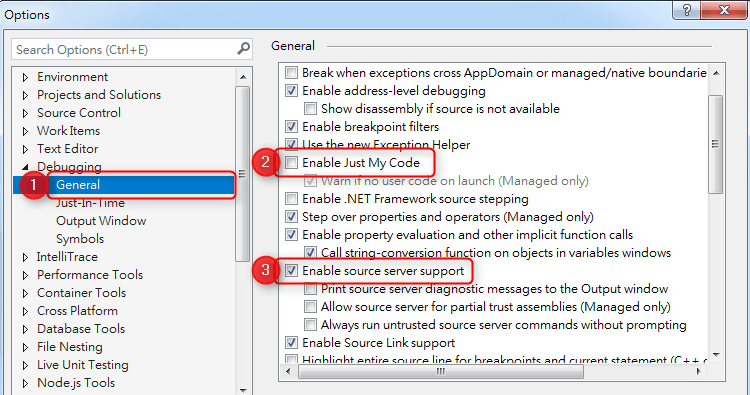 Options
?
Search Options (Ctrl+E)
Environment
Projects and Solutions
Source Control
Work Items
Text Editor
Debugging
1
General
Just-In-Time
Output Window
Symbols
IntelliTrace
Performance Tools
Container Tools
Cross Platform
Database Tools
File Nesting
Live Unit Testing
Node.js Tools
General
Break when exceptions cross AppDomain or managed/native boundarie
Enable address-level debugging
Show disassembly if source is not available
Enable breakpoint filters
Use the new Exception Helper
2
Enable Just My Code
Warn if no user code on launch (Managed only)
Enable .NET Framework source stepping
Step over properties and operators (Managed only)
Enable property evaluation and other implicit function calls
Call string-conversion function on objects in variables windows
3
Enable source server support
Print source server diagnostic messages to the Output window
Allow source server for partial trust assemblies (Managed only)
Always run untrusted source server commands without prompting
Enable Source Link support
Highlight entire source line for breakpoints and current statement (C++ o